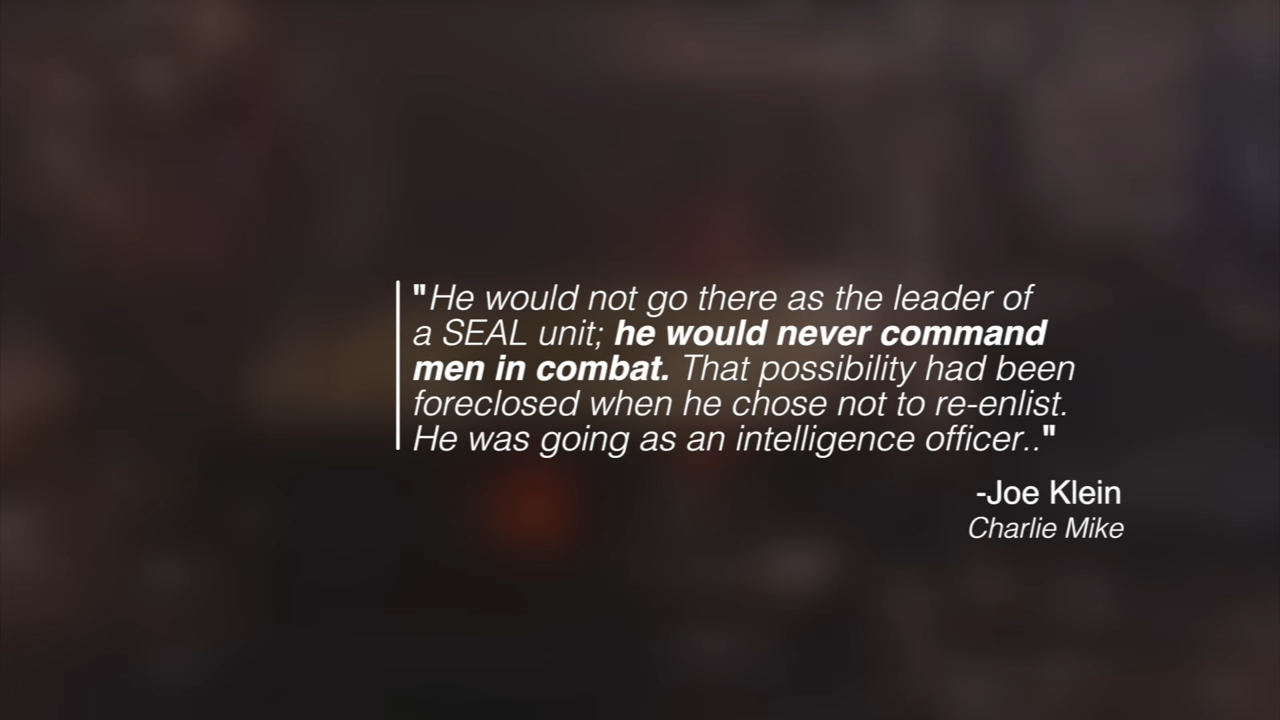 "He would not go there as the leader of
a SEAL unit; he would never command
men in combat. That possibility had been
foreclosed when he chose not to re-enlist.
He was going as an intelligence officer.."
-Joe Klein
Charlie Mike